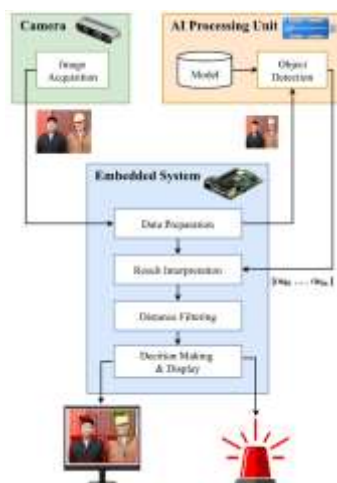 Camera
Image
Acquisition
AI Processing Unit
Model
Object
Detection
Embedded System
Data Preparation
Result Interpretation
Distance Filtering
Decision Making
& Display